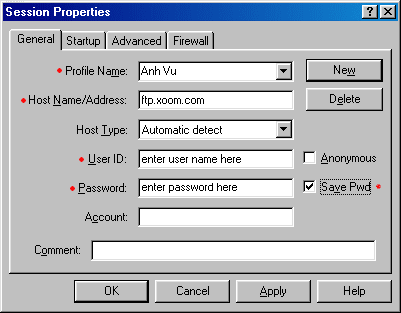 Session Properties
General Startup Advanced Firewall
Profile Name: Anh Vu New
Host Name/Address: ftp.xoom.com Delete
Host Type: Automatic detect
User ID: enter user name here Anonymous
Password: enter password here Save Pwd
Account:
Comment:
OK Cancel Apply Help